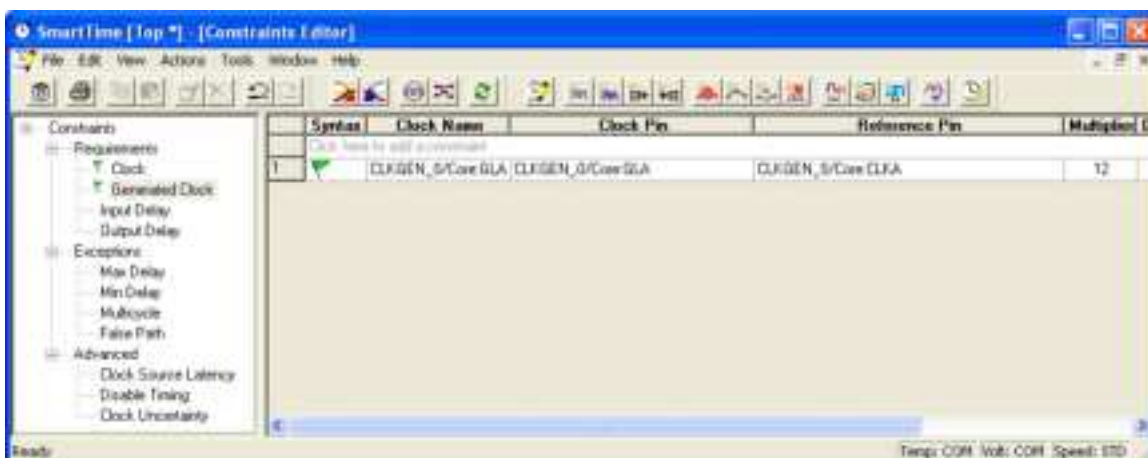 SmartTime [Top *] - [Constraints Editor]
File Edit View Actions Tools Window Help
Constraints
Requirements
Clock
Generated Clock
Input Delay
Output Delay
Exceptions
Max Delay
Min Delay
Multicycle
False Path
Advanced
Clock Source Latency
Disable Timing
Clock Uncertainty
Syntax Clock Name Clock Pin Reference Pin Multiplier
Click here to add a constraint
1 CLKGEN_0/Core:GLA CLKGEN_0/Core:GLA CLKGEN_0/Core:CLKA 12
Ready Temp: COM Volt: COM Speed: STD